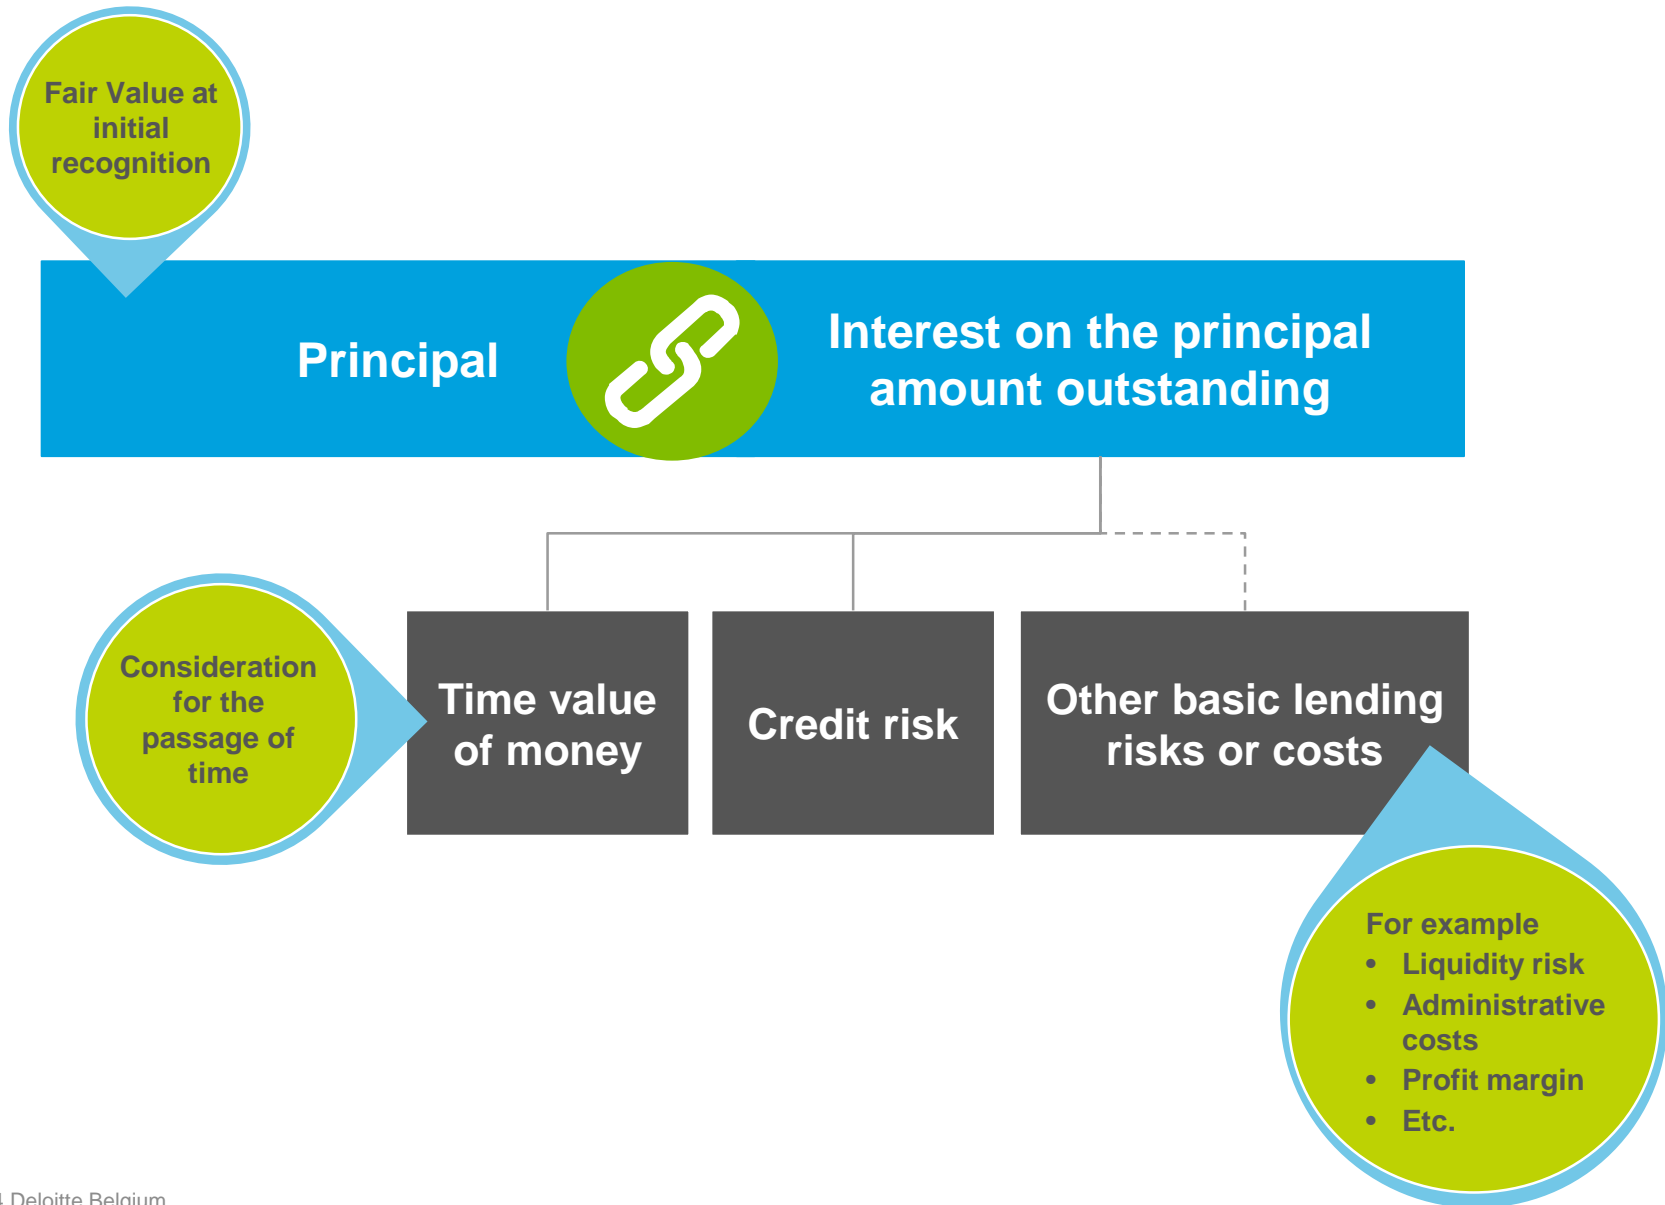 Fair Value at
initial
recognition
Principal
Interest on the principal
amount outstanding
Consideration
for the
passage of
time
Time value
of money
Credit risk
Other basic lending
risks or costs
For example
• Liquidity risk
• Administrative
costs
• Profit margin
• Etc.
4 Deloitte Belgium